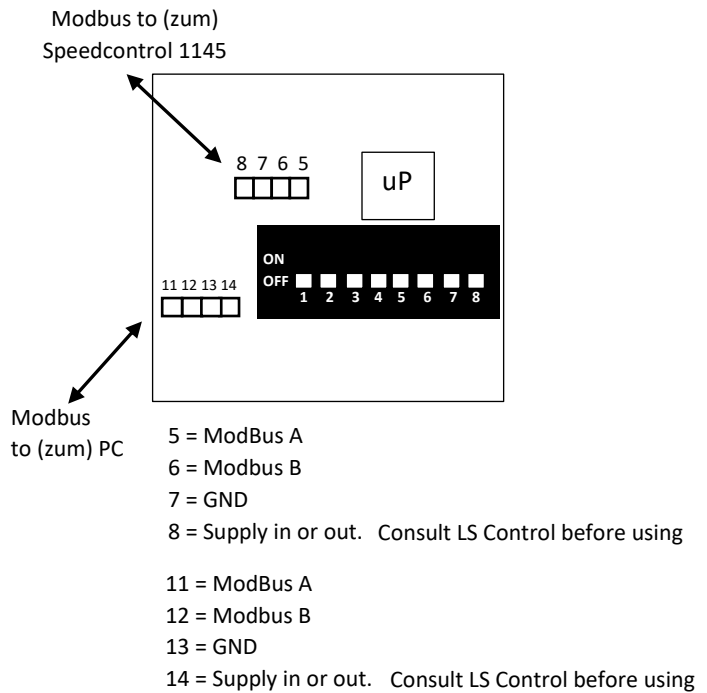 Modbus to (zum)
Speedcontrol 1145
8 7 6 5
uP
ON
OFF
1 2 3 4 5 6 7 8
11 12 13 14
Modbus
to (zum) PC
5 = ModBus A
6 = Modbus B
7 = GND
8 = Supply in or out. Consult LS Control before using
11 = ModBus A
12 = Modbus B
13 = GND
14 = Supply in or out. Consult LS Control before using